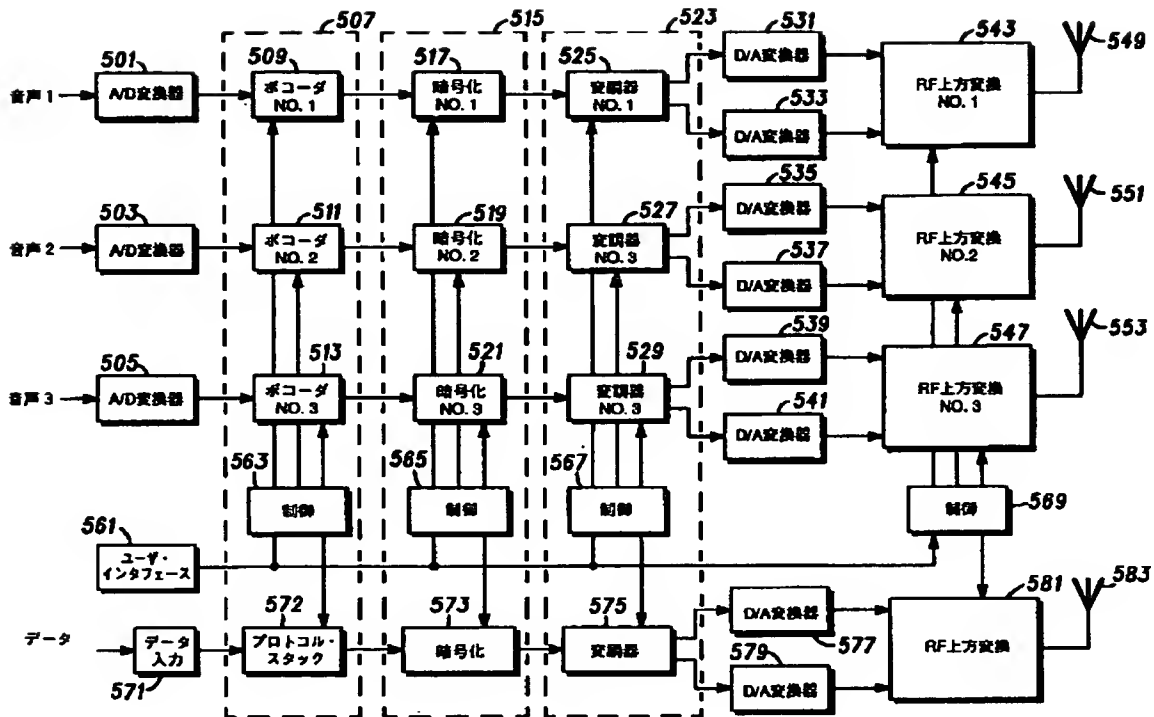 507
515
523
501
509
517
525
531
543
549
音声1
A/D変換器
ボコーダ
NO. 1
暗号化
NO. 1
変調器
NO. 1
D/A変換器
RF上方変換
NO. 1
533
D/A変換器
503
511
519
527
535
545
551
音声2
A/D変換器
ボコーダ
NO. 2
暗号化
NO. 2
変調器
NO. 3
D/A変換器
RF上方変換
NO.2
537
D/A変換器
505
513
521
529
539
547
553
音声3
A/D変換器
ボコーダ
NO. 3
暗号化
NO. 3
変調器
NO. 3
D/A変換器
RF上方変換
NO. 3
541
D/A変換器
563
565
567
制御
制御
制御
制御
569
561
ユーザ・
インタフェース
572
573
575
581
583
データ
データ
入力
571
プロトコル・
スタック
暗号化
変調器
D/A変換器
577
RF上方変換
579
D/A変換器